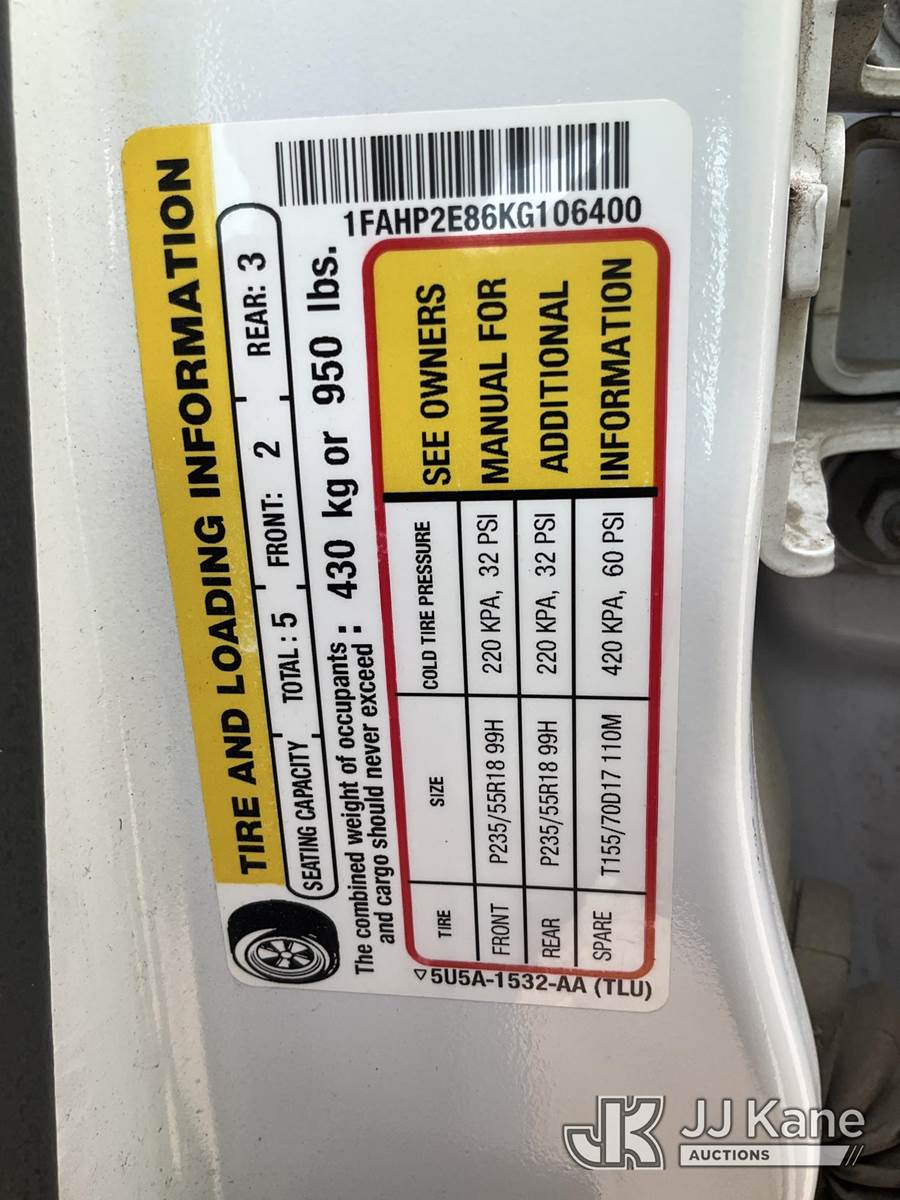 1FAHP2E86KG106400
TIRE AND LOADING INFORMATION
SEATING CAPACITY TOTAL : 5 FRONT: 2 REAR: 3
The combined weight of occupants
and cargo should never exceed : 430 kg or 950 lbs.
TIRE SIZE COLD TIRE PRESSURE
FRONT P235/55R18 99H 220 KPA, 32 PSI
REAR P235/55R18 99H 220 KPA, 32 PSI
SPARE T155/70D17 110M 420 KPA, 60 PSI
SEE OWNERS
MANUAL FOR
ADDITIONAL
INFORMATION
5U5A-1532-AA (TLU)
JK JJ Kane
AUCTIONS